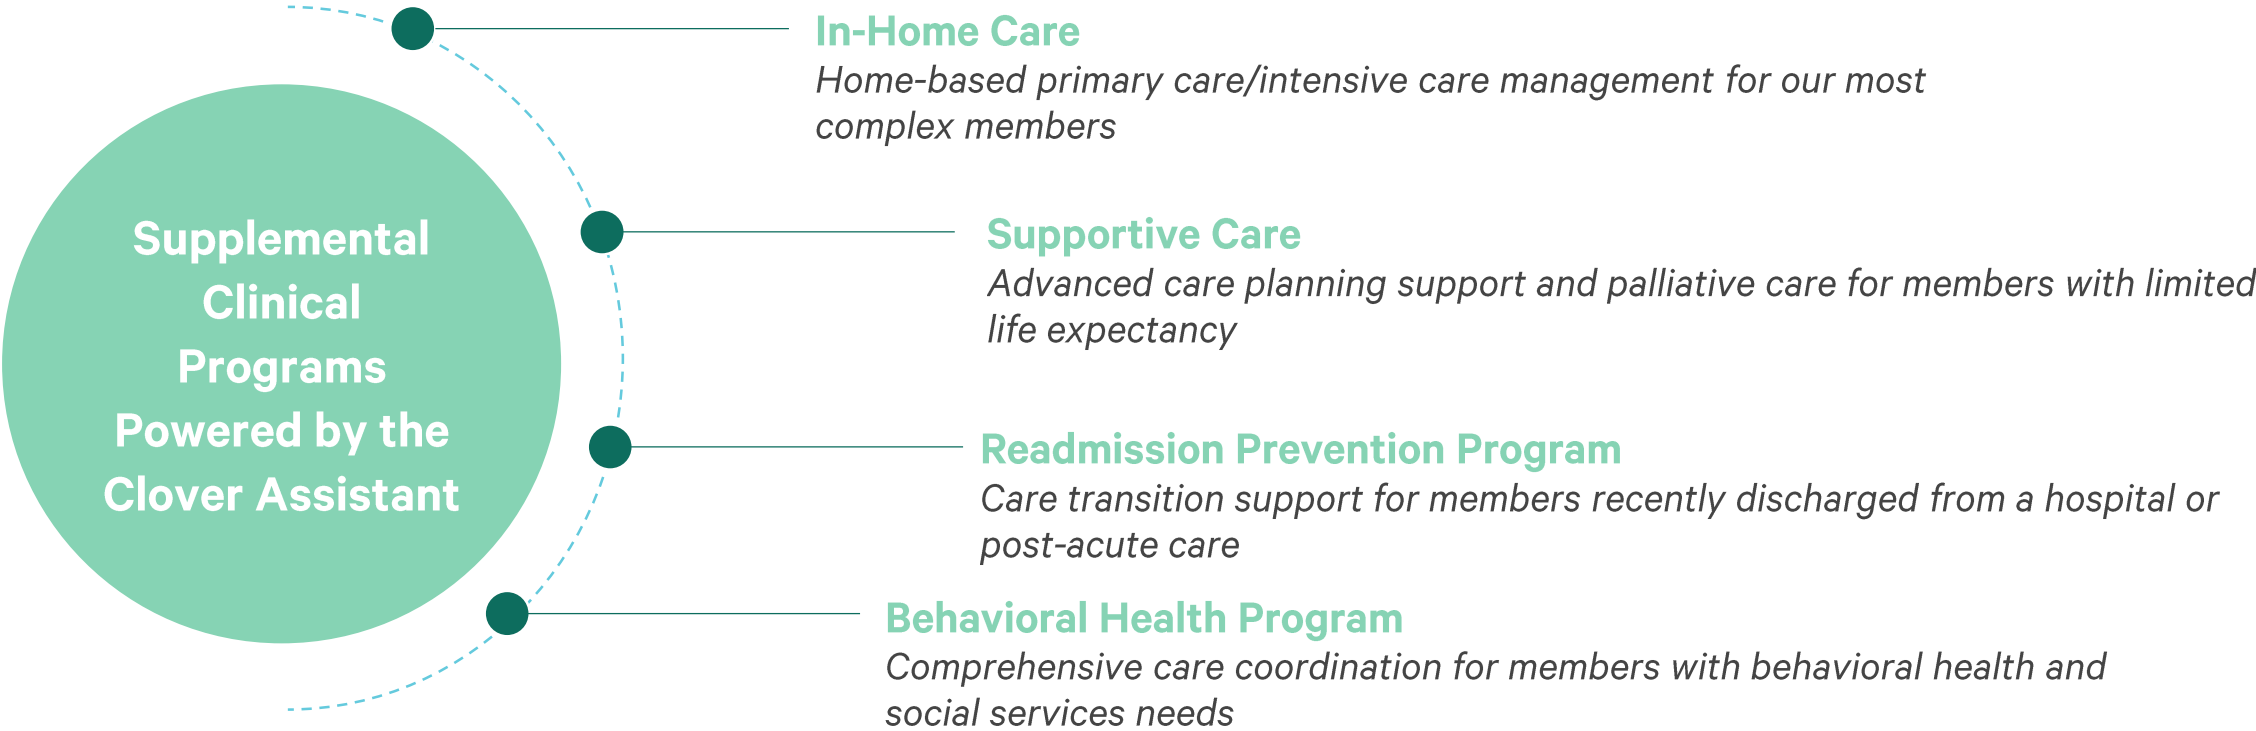 Supplemental
Clinical
Programs
Powered by the
Clover Assistant
In-Home Care
Home-based primary care/intensive care management for our most
complex members
Supportive Care
Advanced care planning support and palliative care for members with limited
life expectancy
Readmission Prevention Program
Care transition support for members recently discharged from a hospital or
post-acute care
Behavioral Health Program
Comprehensive care coordination for members with behavioral health and
social services needs